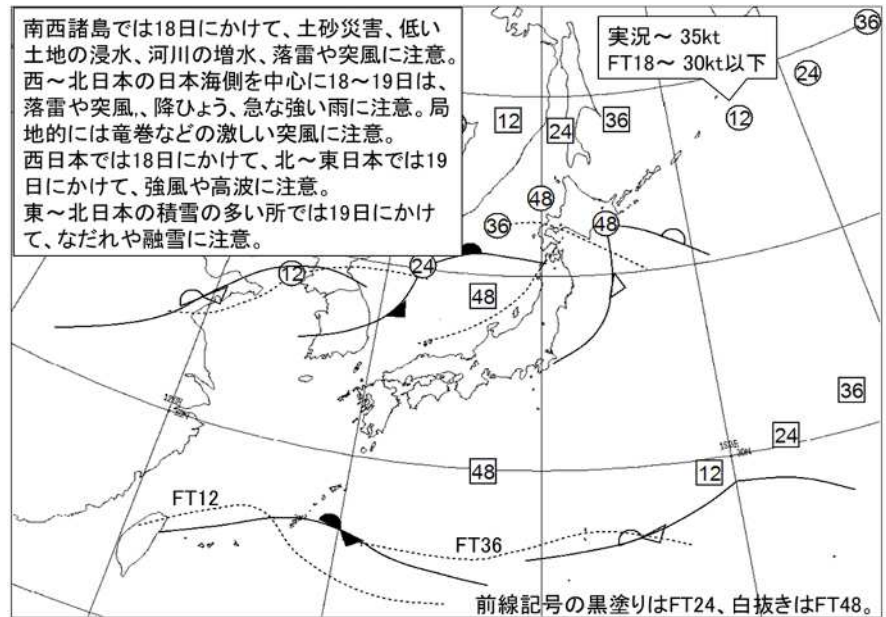 南西諸島では18日にかけて、土砂災害、低い
土地の浸水、河川の増水、落雷や突風に注意。
西～北日本の日本海側を中心に18～19日は、
落雷や突風,、降ひょう、急な強い雨に注意。局
地的には竜巻などの激しい突風に注意。
西日本では18日にかけて、北～東日本では19
日にかけて、強風や高波に注意。
東～北日本の積雪の多い所では19日にかけ
て、なだれや融雪に注意。
実況～ 35kt
FT18～ 30kt以下
36
24
12
12
24
36
48
36
48
12
24
48
36
24
12
48
FT12
FT36
前線記号の黒塗りはFT24、白抜きはFT48。